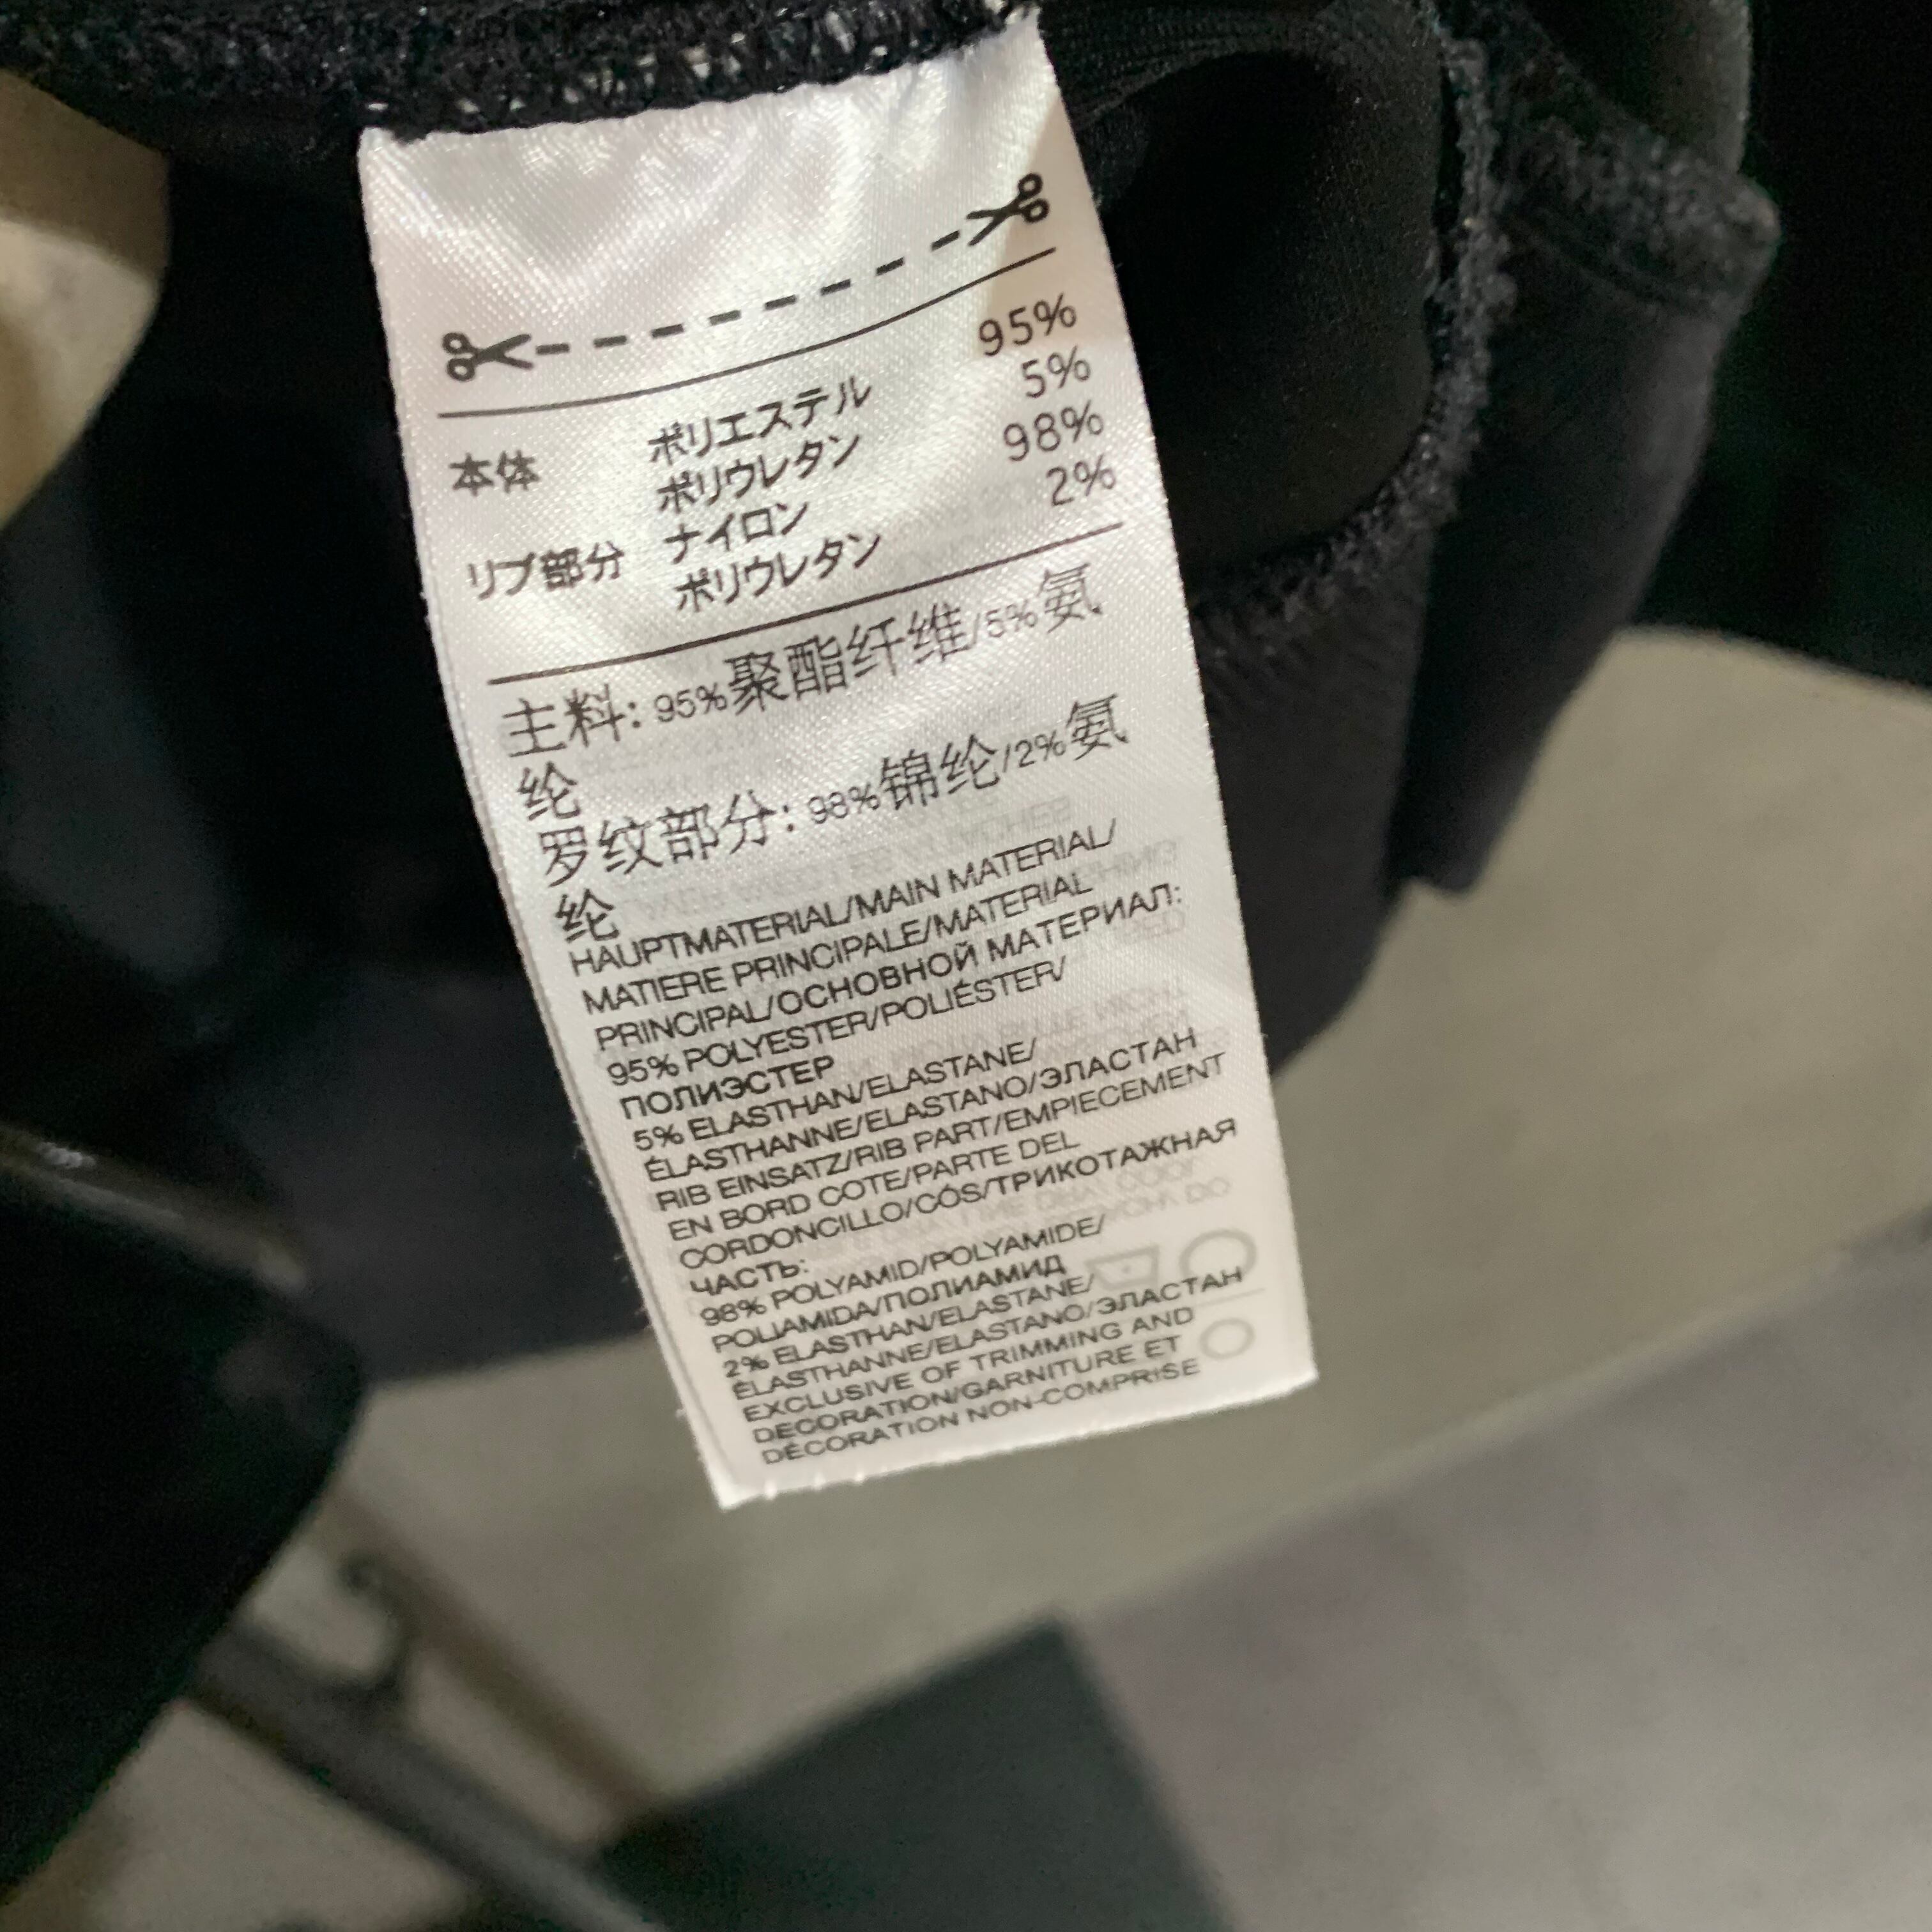 95%
本体 ポリエステル 5%
ポリウレタン 98%
リブ部分 ナイロン 2%
ポリウレタン
主料: 95%聚酯纤维/5%氨
纶
罗纹部分: 98%锦纶/2%氨
纶
HAUPTMATERIAL/MAIN MATERIAL/
MATIERE PRINCIPALE/MATERIAL
PRINCIPAL/ОСНОВНОЙ МАТЕРИАЛ:
95% POLYESTER/POLIÉSTER/
ПОЛИЭСТЕР
5% ELASTHAN/ELASTANE/
ÉLASTHANNE/ELASTANO/ЭЛАСТАН
RIB EINSATZ/RIB PART/EMPIECEMENT
EN BORD COTE/PARTE DEL
CORDONCILLO/CÓS/ТРИКОТАЖНАЯ
ЧАСТЬ:
98% POLYAMID/POLYAMIDE/
POLIAMIDA/ПОЛИАМИД
2% ELASTHAN/ELASTANE/
ÉLASTHANNE/ELASTANO/ЭЛАСТАН
EXCLUSIVE OF TRIMMING AND
DECORATION/GARNITURE ET
DÉCORATION NON-COMPRISE